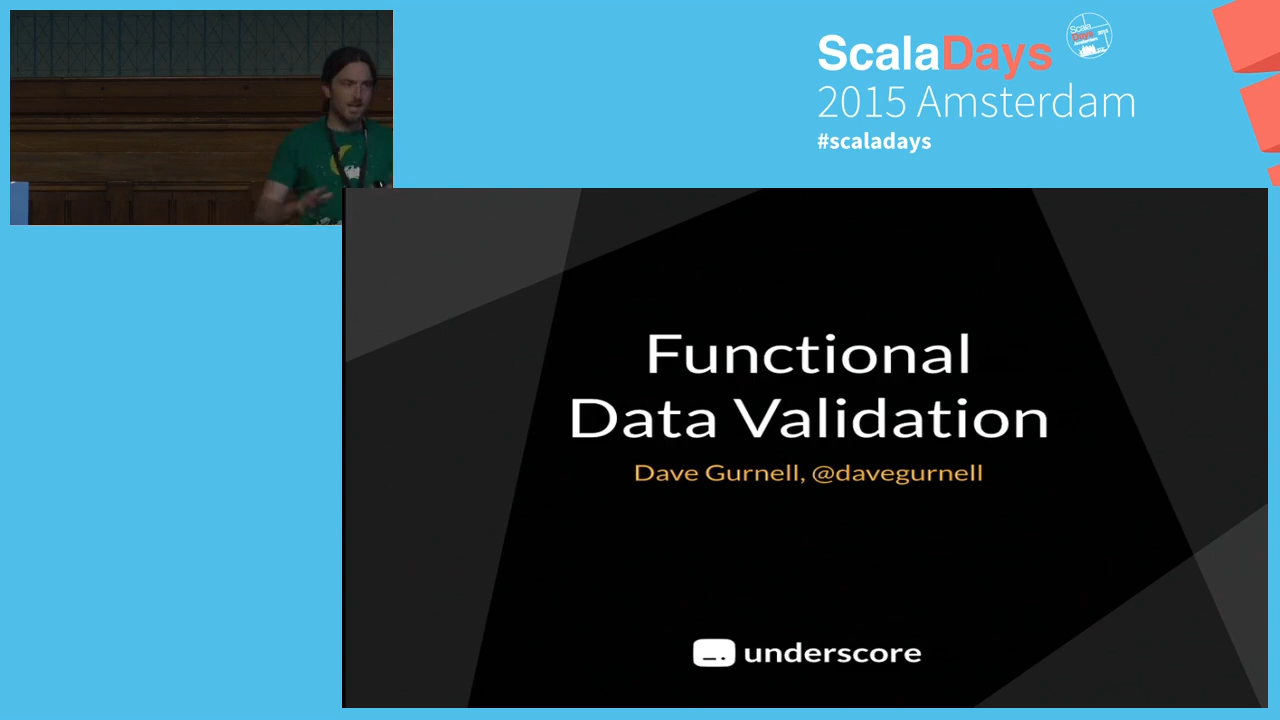 ScalaDays
2015 Amsterdam
#scaladays
Functional
Data Validation
Dave Gurnell, @davegurnell
underscore